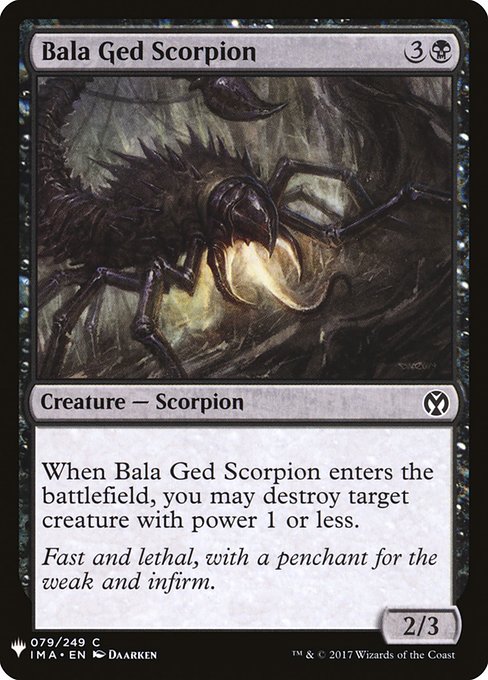 Bala Ged Scorpion 3
Creature — Scorpion
When Bala Ged Scorpion enters the
battlefield, you may destroy target
creature with power 1 or less.
Fast and lethal, with a penchant for the
weak and infirm.
2/3
079/249 C
IMA • EN Daarken
™ & © 2017 Wizards of the Coast